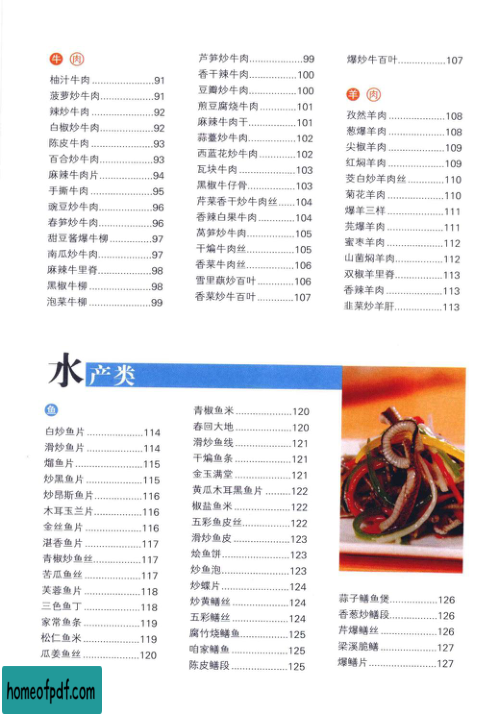 牛 肉
柚汁牛肉....................91
菠萝炒牛肉.................91
辣炒牛肉....................92
白椒炒牛肉.................92
陈皮牛肉....................93
百合炒牛肉.................93
麻辣牛肉片.................94
手撕牛肉....................95
豌豆炒牛肉.................96
春笋炒牛肉.................96
甜豆酱爆牛柳.............97
南瓜炒牛肉.................97
麻辣牛里脊.................98
黑椒牛柳....................98
泡菜牛柳....................99
芦笋炒牛肉.................99
香干辣牛肉...............100
豆瓣炒牛肉...............100
煎豆腐烧牛肉...........101
麻辣牛肉干...............101
蒜薹炒牛肉...............102
西蓝花炒牛肉...........102
瓦块牛肉..................103
黑椒牛仔骨...............103
芹菜香干炒牛肉丝....104
香辣白果牛肉...........104
莴笋炒牛肉...............105
干煸牛肉丝...............105
香菜牛肉丝...............106
雪里蕻炒百叶...........106
香菜炒牛百叶...........107
爆炒牛百叶...............107
羊 肉
孜然羊肉..................108
葱爆羊肉..................108
尖椒羊肉..................109
红焖羊肉..................109
茭白炒羊肉丝...........110
菊花羊肉..................110
爆羊三样..................111
芫爆羊肉..................111
蜜枣羊肉..................112
山菌焖羊肉...............112
双椒羊里脊...............113
香辣羊肉..................113
韭菜炒羊肝...............113
水产类
鱼
白炒鱼片..................114
滑炒鱼片..................114
熘鱼片.....................115
炒黑鱼片..................115
炒昂斯鱼片...............116
木耳玉兰片...............116
金丝鱼片..................116
湛香鱼片..................117
青椒炒鱼丝...............117
苦瓜鱼丝..................117
芙蓉鱼片..................118
三色鱼丁..................118
家常鱼条..................119
松仁鱼米..................119
瓜姜鱼丝..................120
青椒鱼米..................120
春回大地..................120
滑炒鱼线..................121
干煸鱼条..................121
金玉满堂..................121
黄瓜木耳黑鱼片........122
椒盐鱼米..................122
五彩鱼皮丝...............122
滑炒鱼皮..................123
烩鱼饼.....................123
炒鱼泡.....................123
炒蝶片.....................124
炒黄鳝丝..................124
五彩鳝丝..................124
腐竹烧鳝鱼...............125
咱家鳝鱼..................125
陈皮鳝段..................125
蒜子鳝鱼煲...............126
香葱炒鳝段...............126
芹爆鳝丝..................126
梁溪脆鳝..................127
爆鳝片.....................127
homeofpdf.com